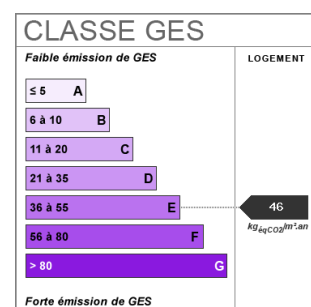 CLASSE GES
Faible émission de GES
LOGEMENT
≤ 5 A
6 à 10 B
11 à 20 C
21 à 35 D
36 à 55 E
46
kgéqCO2/m².an
56 à 80 F
> 80 G
Forte émission de GES